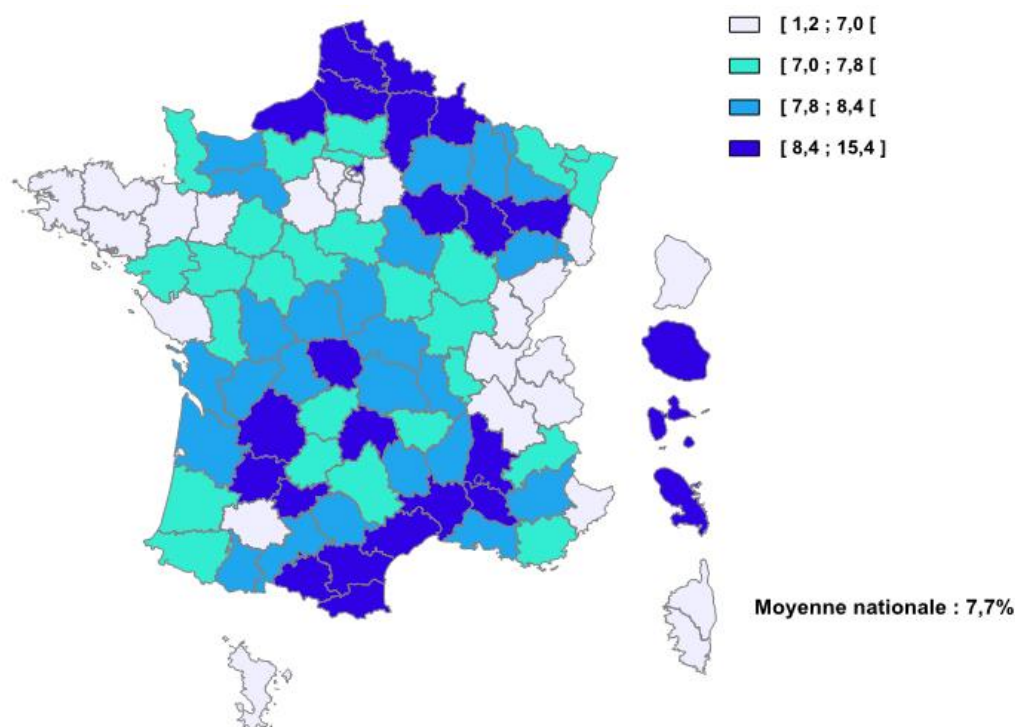 [ 1,2 ; 7,0 [
[ 7,0 ; 7,8 [
[ 7,8 ; 8,4 [
[ 8,4 ; 15,4 ]
Moyenne nationale : 7,7%